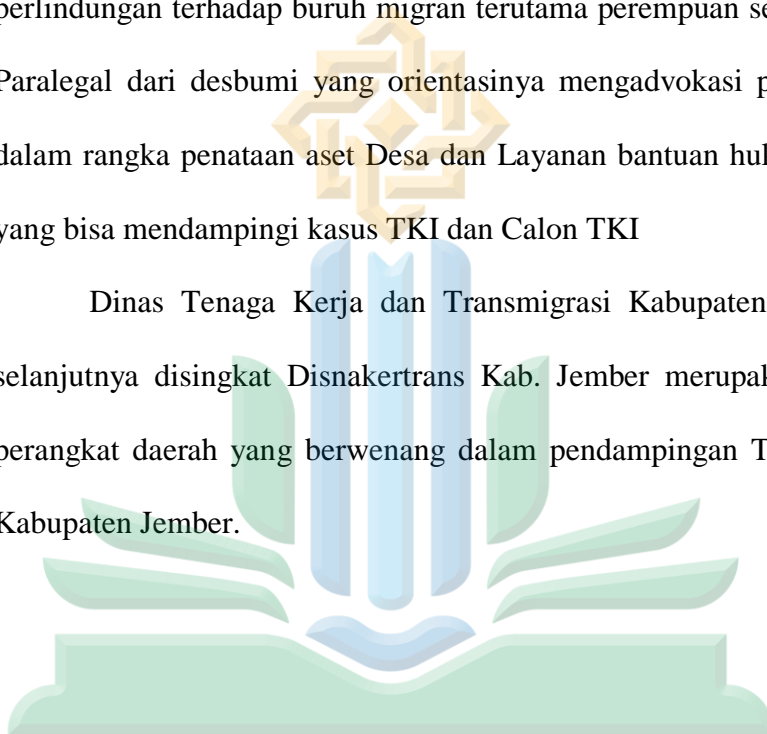 perlindungan terhadap buruh migran terutama perempuan se
Paralegal dari desbumi yang orientasinya mengadvokasi p
dalam rangka penataan aset Desa dan Layanan bantuan huk
yang bisa mendampingi kasus TKI dan Calon TKI
Dinas Tenaga Kerja dan Transmigrasi Kabupaten
selanjutnya disingkat Disnakertrans Kab. Jember merupak
perangkat daerah yang berwenang dalam pendampingan T
Kabupaten Jember.